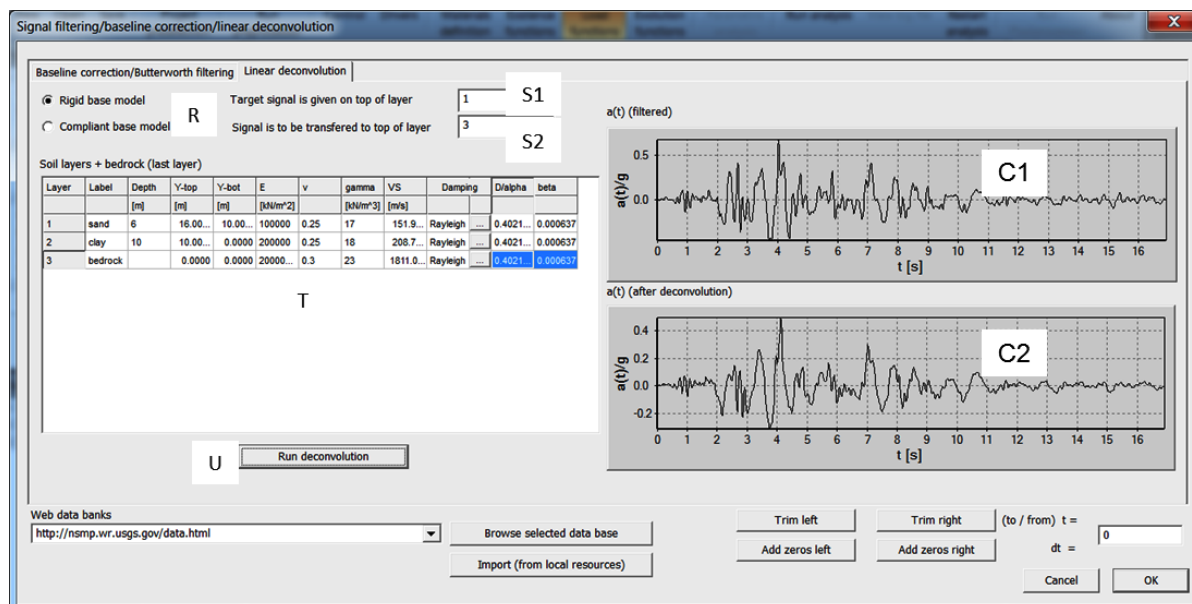 Signal filtering/baseline correction/linear deconvolution
Baseline correction/Butterworth filtering Linear deconvolution
Rigid base model R Target signal is given on top of layer 1 S1
Compliant base model Signal is to be transfered to top of layer 3 S2
Soil layers + bedrock (last layer)
Layer Label Depth Y-top Y-bot E ν gamma VS Damping D/alpha beta
[m] [m] [m] [kN/m^2] [kN/m^3] [m/s]
1 sand 6 16.00... 10.00... 100000 0.25 17 151.9... Rayleigh ... 0.4021... 0.000637
2 clay 10 10.00... 0.0000 200000 0.25 18 208.7... Rayleigh ... 0.4021... 0.000637
3 bedrock 0.0000 0.0000 20000... 0.3 23 1811.0... Rayleigh ... 0.4021... 0.000637
T
U Run deconvolution
a(t) (filtered)
C1
a(t)/g
0.5
0.0
0 1 2 3 4 5 6 7 8 9 10 11 12 13 14 15 16
t [s]
a(t) (after deconvolution)
C2
a(t)/g
0.4
0.2
0.0
-0.2
0 1 2 3 4 5 6 7 8 9 10 11 12 13 14 15 16
t [s]
Web data banks
http://nsmp.wr.usgs.gov/data.html
Browse selected data base
Import (from local resources)
Trim left Trim right (to / from) t = 0
Add zeros left Add zeros right dt =
Cancel OK